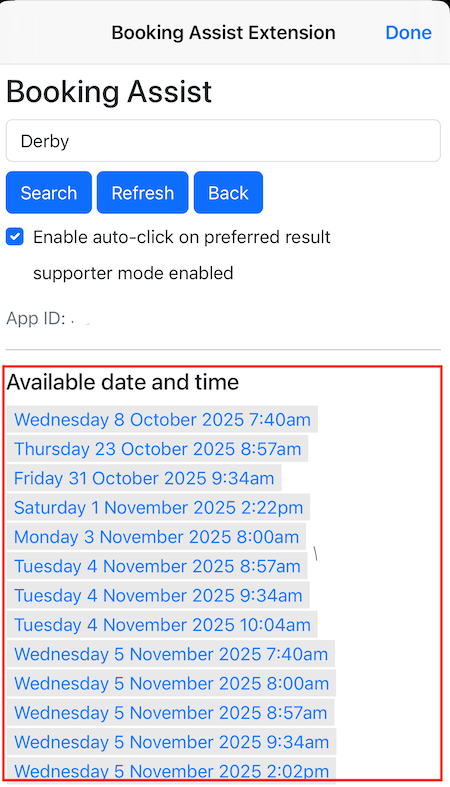 Booking Assist Extension
Done
Booking Assist
Derby
Search Refresh Back
Enable auto-click on preferred result
supporter mode enabled
App ID:
Available date and time
Wednesday 8 October 2025 7:40am
Thursday 23 October 2025 8:57am
Friday 31 October 2025 9:34am
Saturday 1 November 2025 2:22pm
Monday 3 November 2025 8:00am
Tuesday 4 November 2025 8:57am
Tuesday 4 November 2025 9:34am
Tuesday 4 November 2025 10:04am
Wednesday 5 November 2025 7:40am
Wednesday 5 November 2025 8:00am
Wednesday 5 November 2025 8:57am
Wednesday 5 November 2025 9:34am
Wednesday 5 November 2025 2:02pm